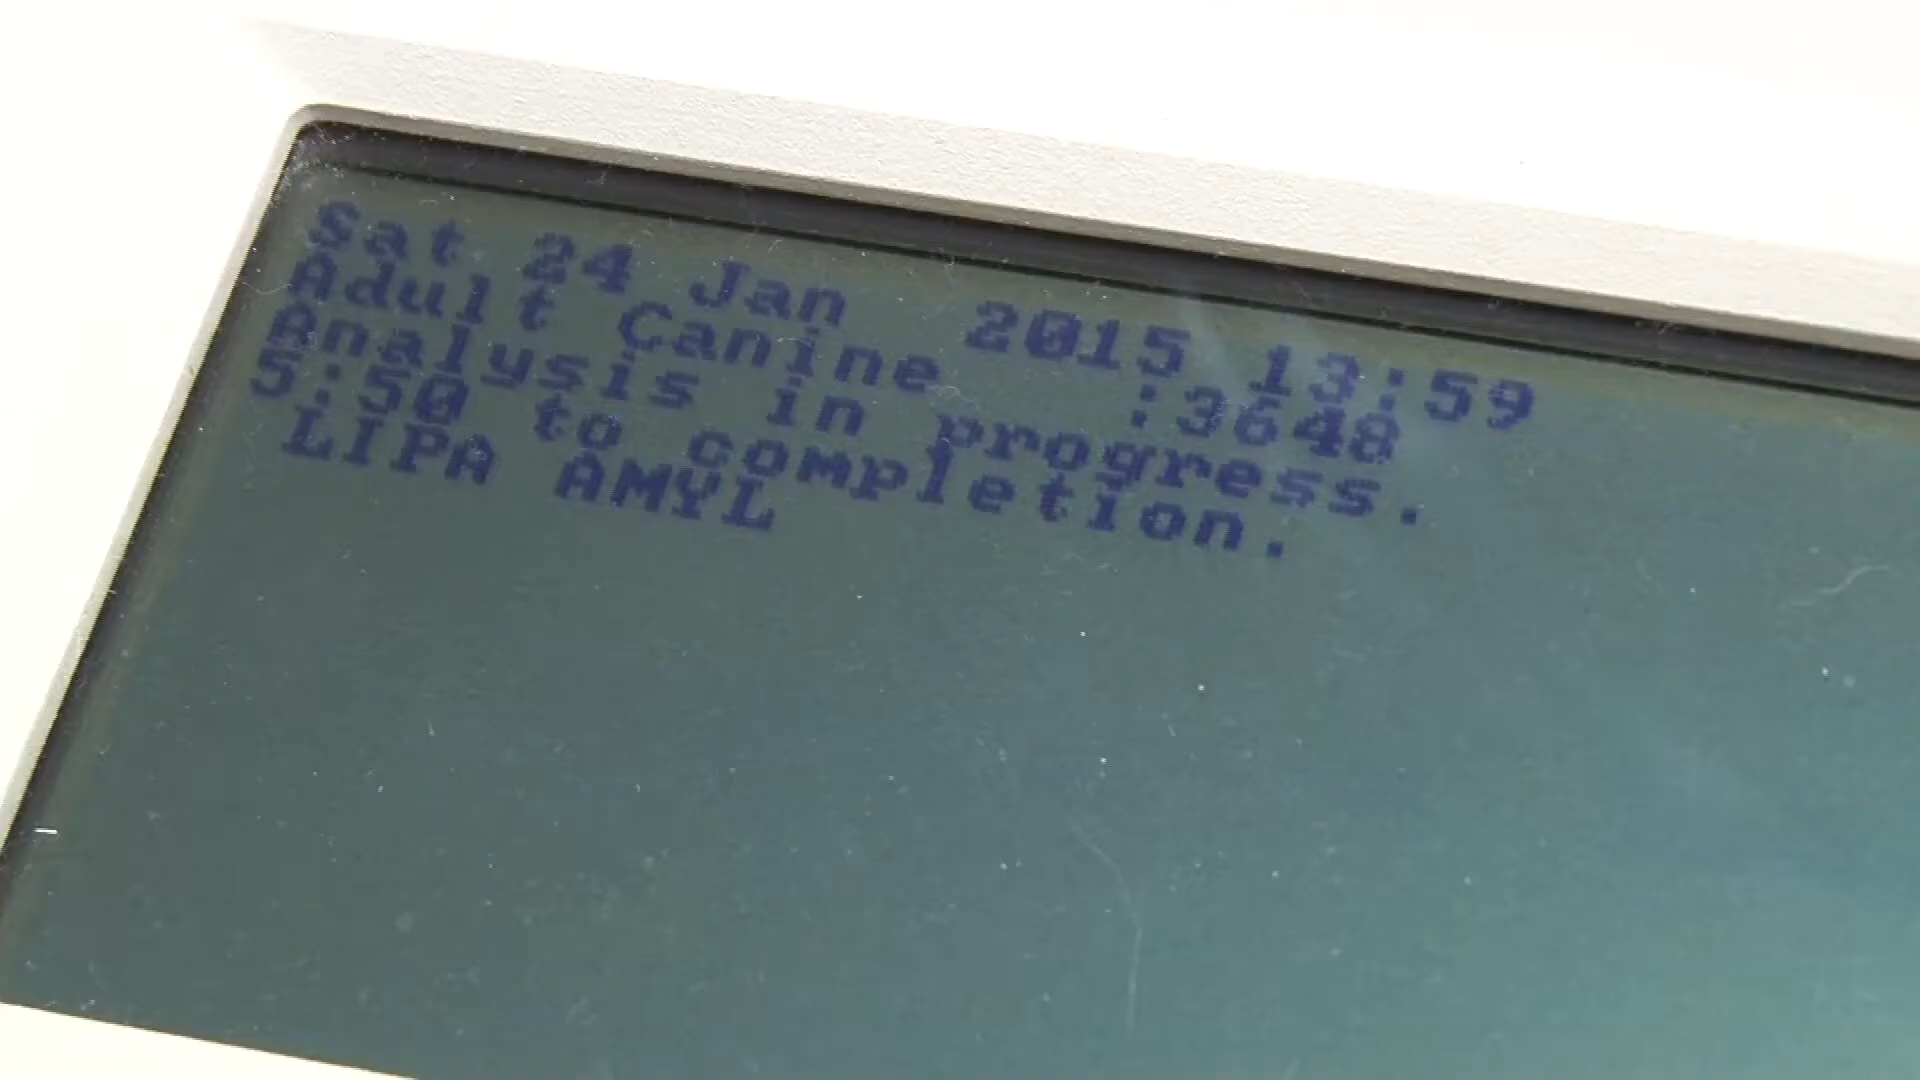 Sat 24 Jan 2015 13:59
Adult Canine :3648
Analysis in progress.
5:50 to completion.
LIPA AMYL